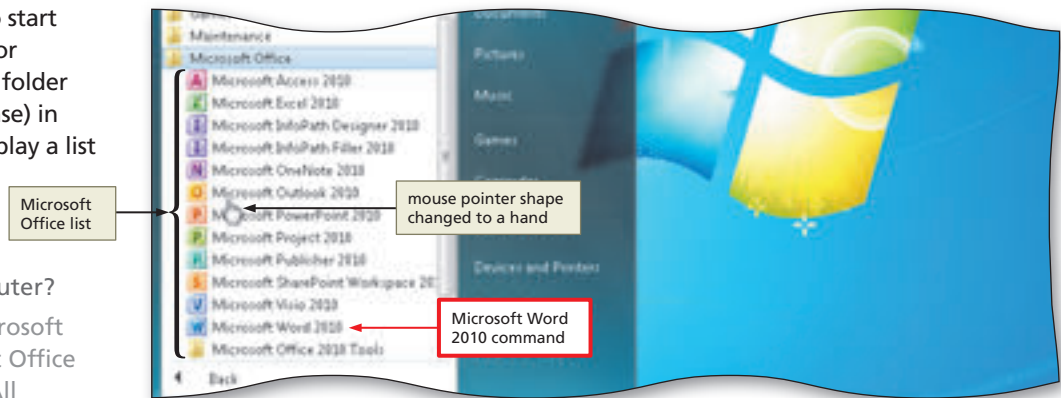 start
or
folder
se) in
play a list
Microsoft
Office list
uter?
rosoft
t Office
All
Maintenance
Microsoft Office
Microsoft Access 2010
Microsoft Excel 2010
Microsoft InfoPath Designer 2010
Microsoft InfoPath Filler 2010
Microsoft OneNote 2010
Microsoft Outlook 2010
Microsoft PowerPoint 2010
Microsoft Project 2010
Microsoft Publisher 2010
Microsoft SharePoint Workspace 20
Microsoft Visio 2010
Microsoft Word 2010
Microsoft Office 2010 Tools
Back
Documents
Pictures
Music
Games
Devices and Printers
mouse pointer shape
changed to a hand
Microsoft Word
2010 command